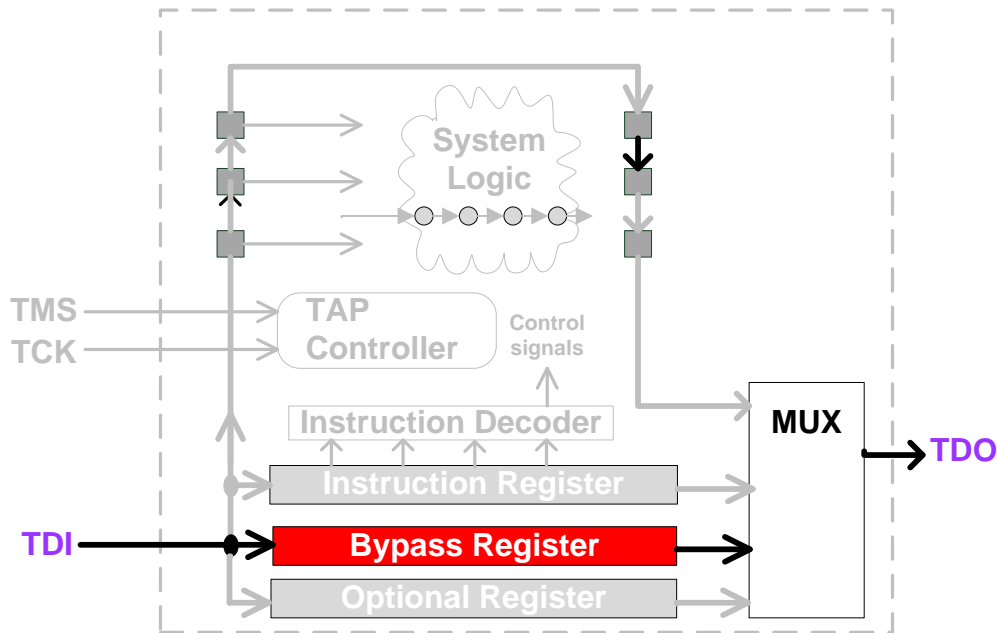 System
Logic
TMS
TCK
TAP
Controller
Control
signals
Instruction Decoder
MUX
TDO
Instruction Register
TDI
Bypass Register
Optional Register